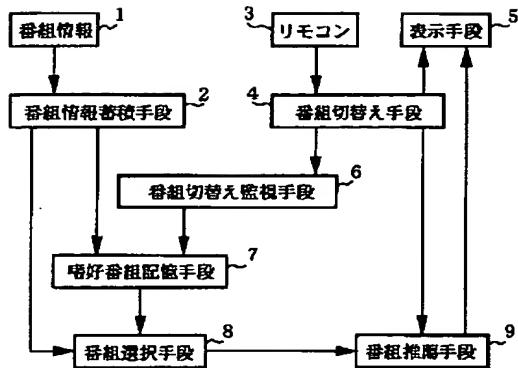 1
番組情報
3
リモコン
5
表示手段
2
番組情報蓄積手段
4
番組切替え手段
6
番組切替え監視手段
7
嗜好番組記憶手段
8
番組選択手段
9
番組推薦手段